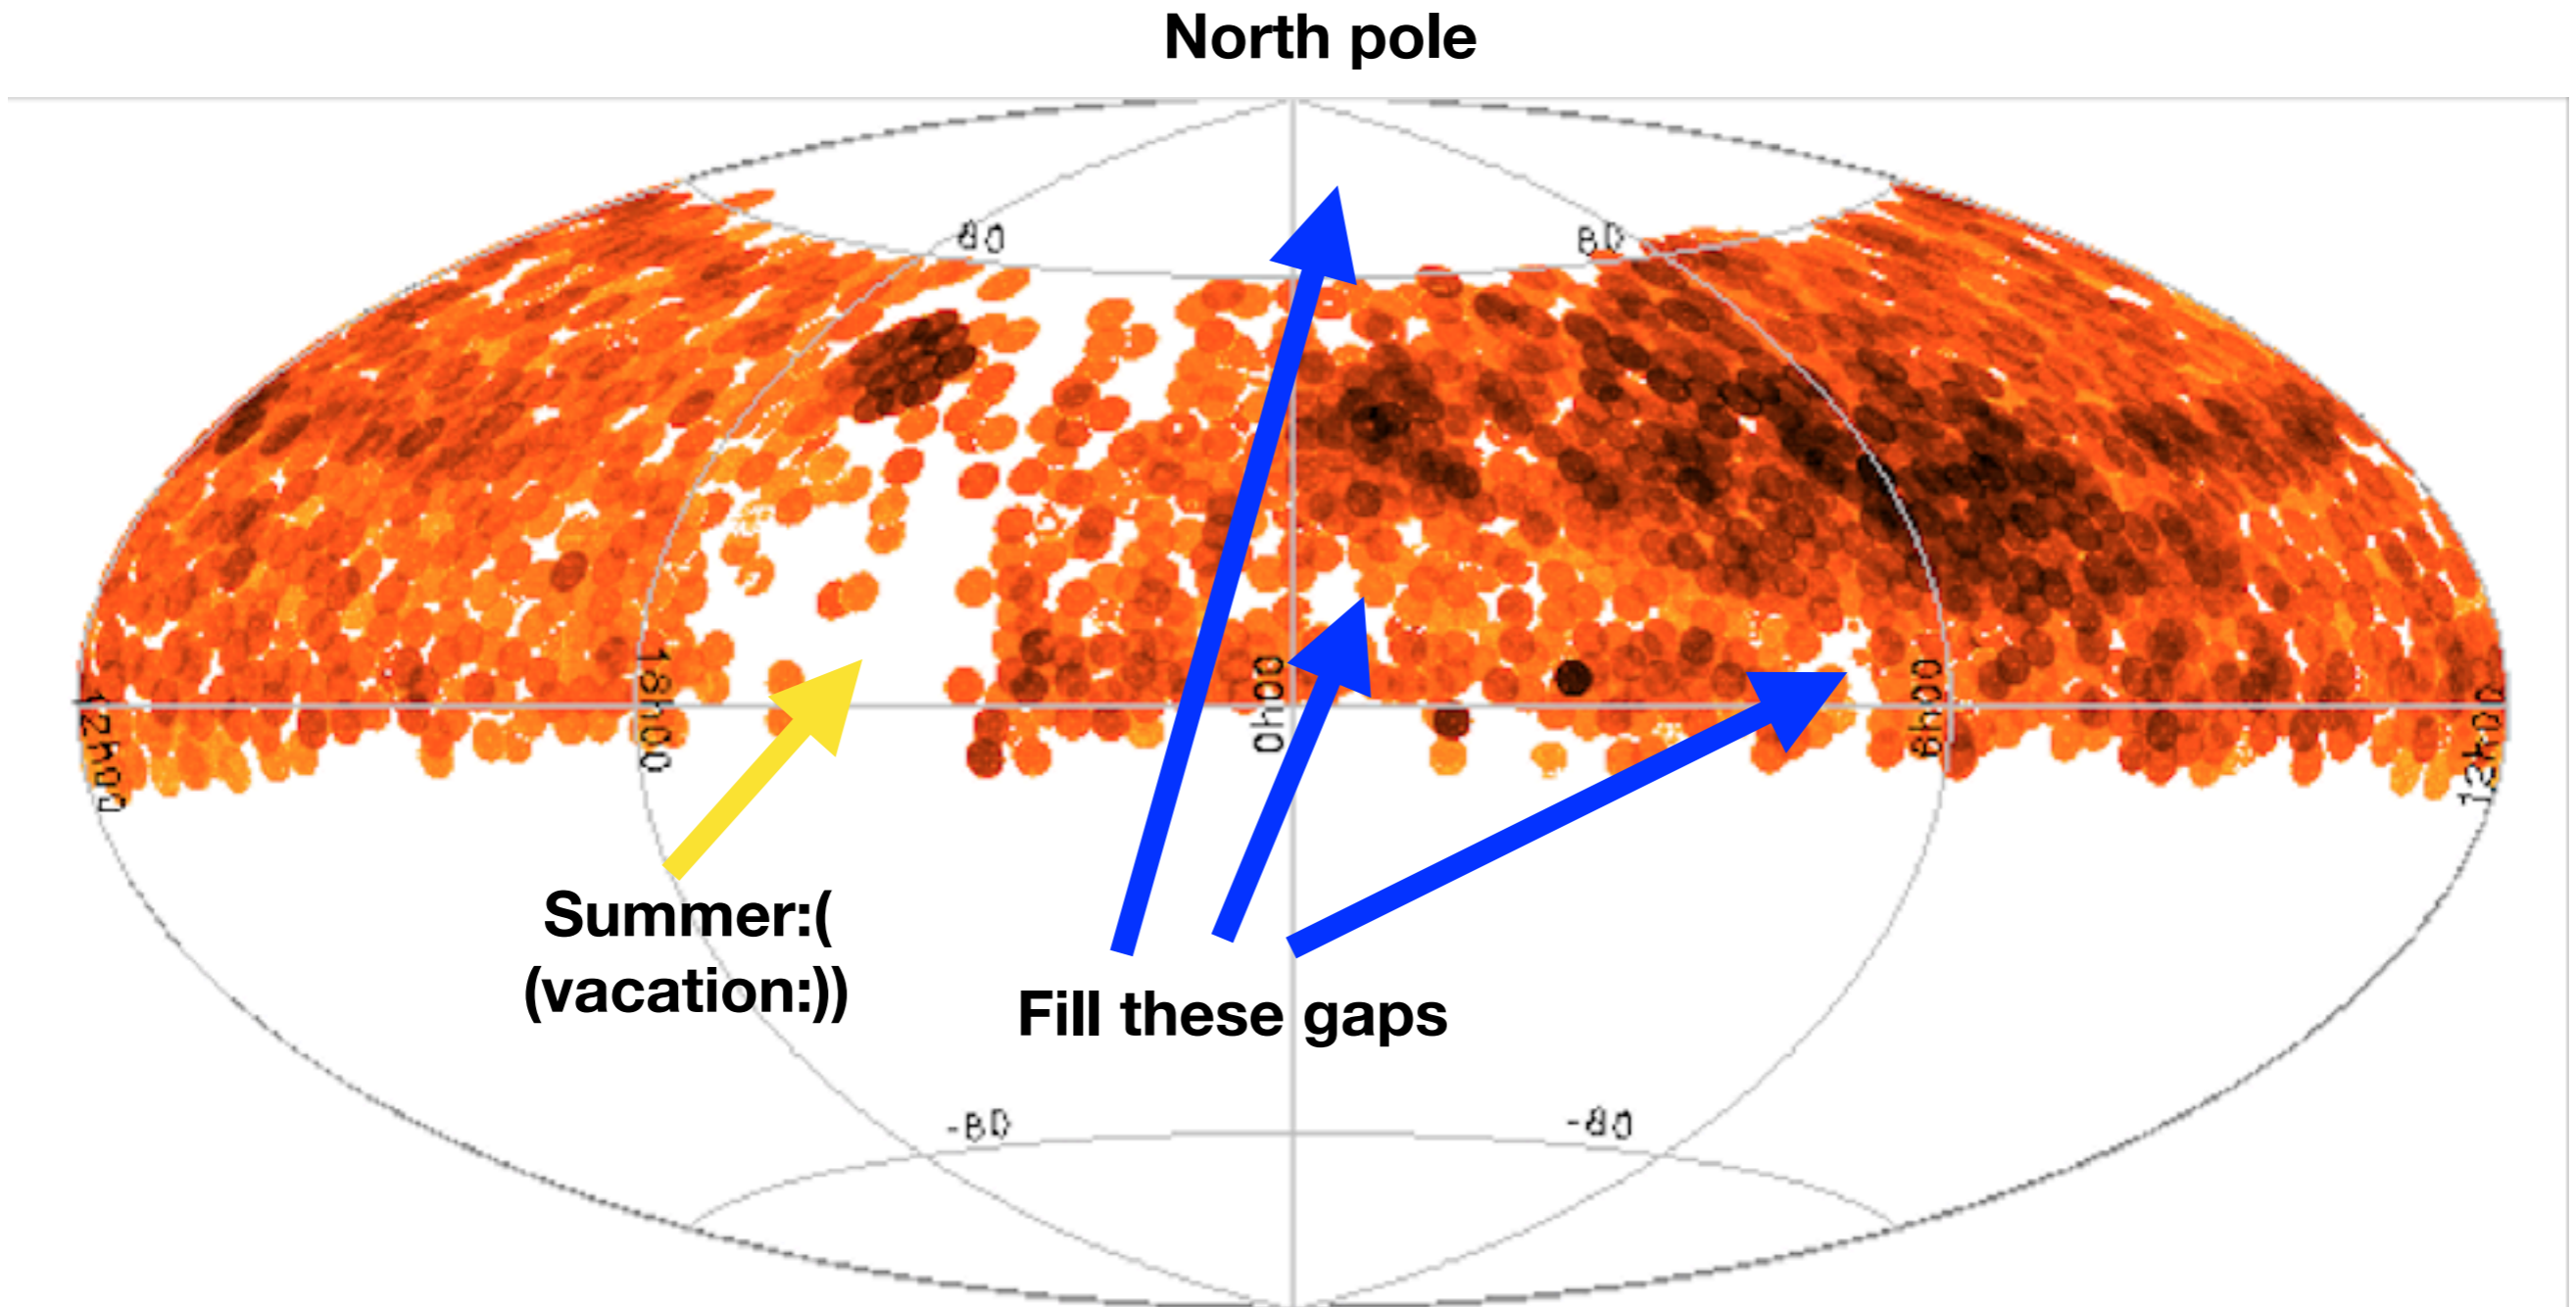 North pole
80
80
18h00
0h00
6h00
12h00
12h00
Summer:(
(vacation:))
Fill these gaps
-80
-80